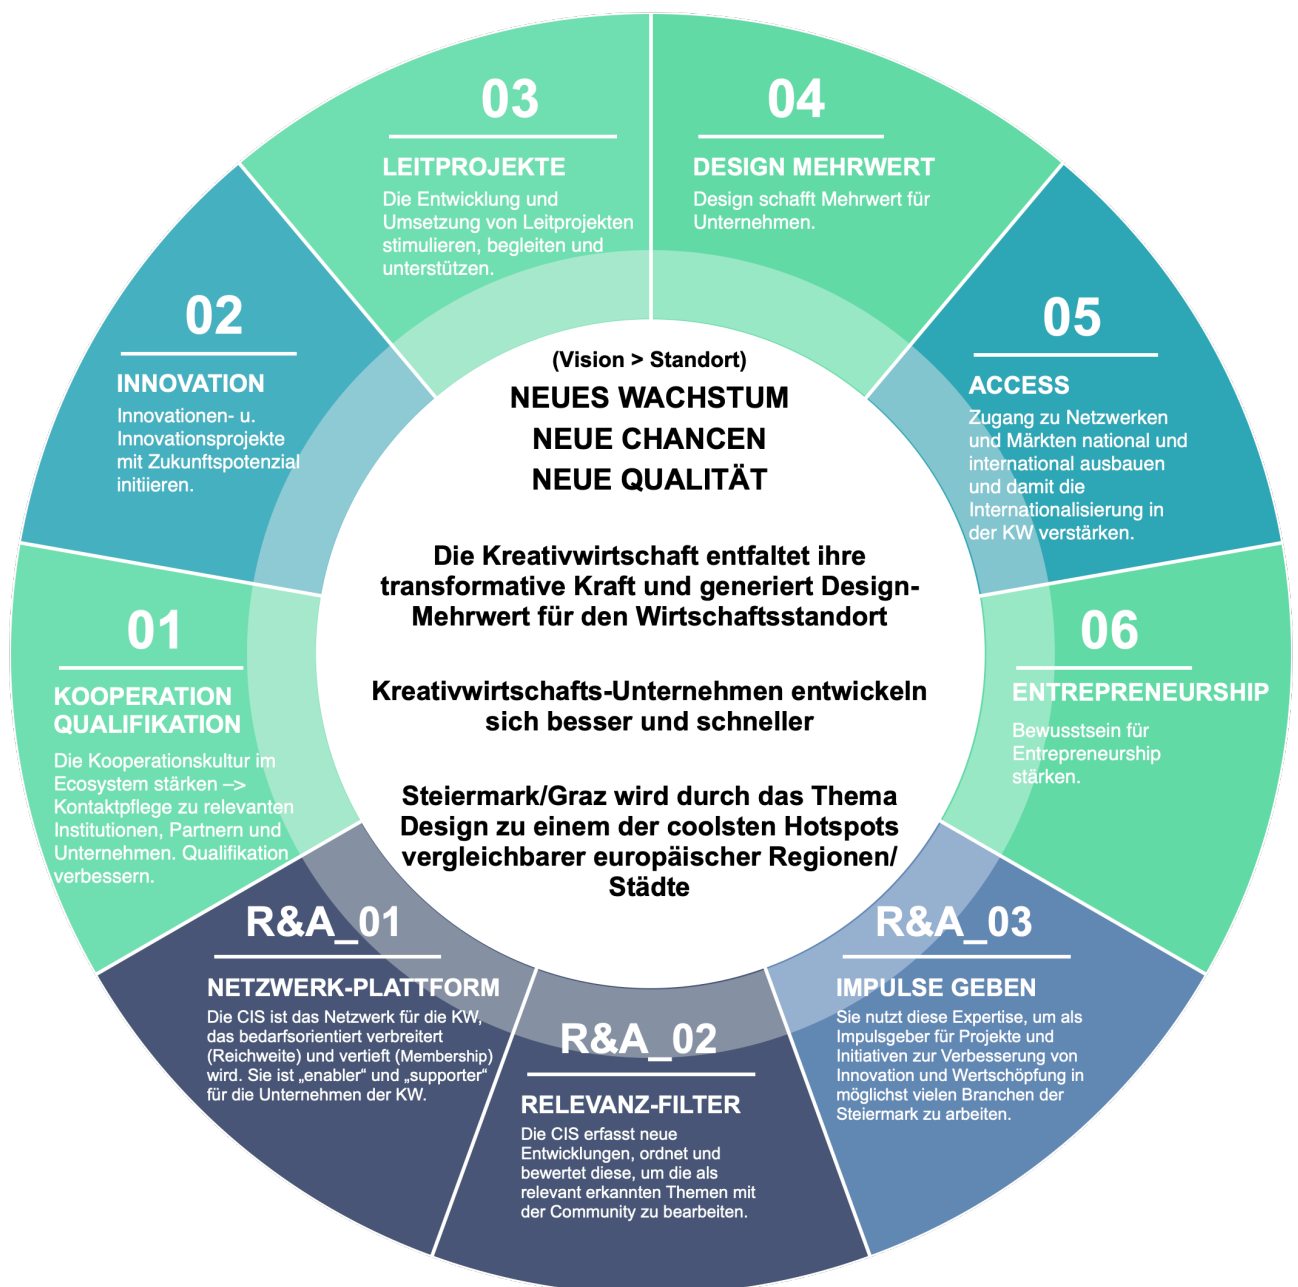 03
LEITPROJEKTE
Die Entwicklung und
Umsetzung von Leitprojekten
stimulieren, begleiten und
unterstützen.
04
DESIGN MEHRWERT
Design schafft Mehrwert für
Unternehmen.
02
INNOVATION
Innovationen- u.
Innovationsprojekte
mit Zukunftspotenzial
initiieren.
05
ACCESS
Zugang zu Netzwerken
und Märkten national und
international ausbauen
und damit die
Internationalisierung in
der KW verstärken.
(Vision > Standort)
NEUES WACHSTUM
NEUE CHANCEN
NEUE QUALITÄT
Die Kreativwirtschaft entfaltet ihre
transformative Kraft und generiert Design-
Mehrwert für den Wirtschaftsstandort
Kreativwirtschafts-Unternehmen entwickeln
sich besser und schneller
Steiermark/Graz wird durch das Thema
Design zu einem der coolsten Hotspots
vergleichbarer europäischer Regionen/
Städte
01
KOOPERATION
QUALIFIKATION
Die Kooperationskultur im
Ecosystem stärken –>
Kontaktpflege zu relevanten
Institutionen, Partnern und
Unternehmen. Qualifikation
verbessern.
06
ENTREPRENEURSHIP
Bewusstsein für
Entrepreneurship
stärken.
R&A_01
NETZWERK-PLATTFORM
Die CIS ist das Netzwerk für die KW,
das bedarfsorientiert verbreitert
(Reichweite) und vertieft (Membership)
wird. Sie ist „enabler“ und „supporter“
für die Unternehmen der KW.
R&A_02
RELEVANZ-FILTER
Die CIS erfasst neue
Entwicklungen, ordnet und
bewertet diese, um die als
relevant erkannten Themen mit
der Community zu bearbeiten.
R&A_03
IMPULSE GEBEN
Sie nutzt diese Expertise, um als
Impulsgeber für Projekte und
Initiativen zur Verbesserung von
Innovation und Wertschöpfung in
möglichst vielen Branchen der
Steiermark zu arbeiten.